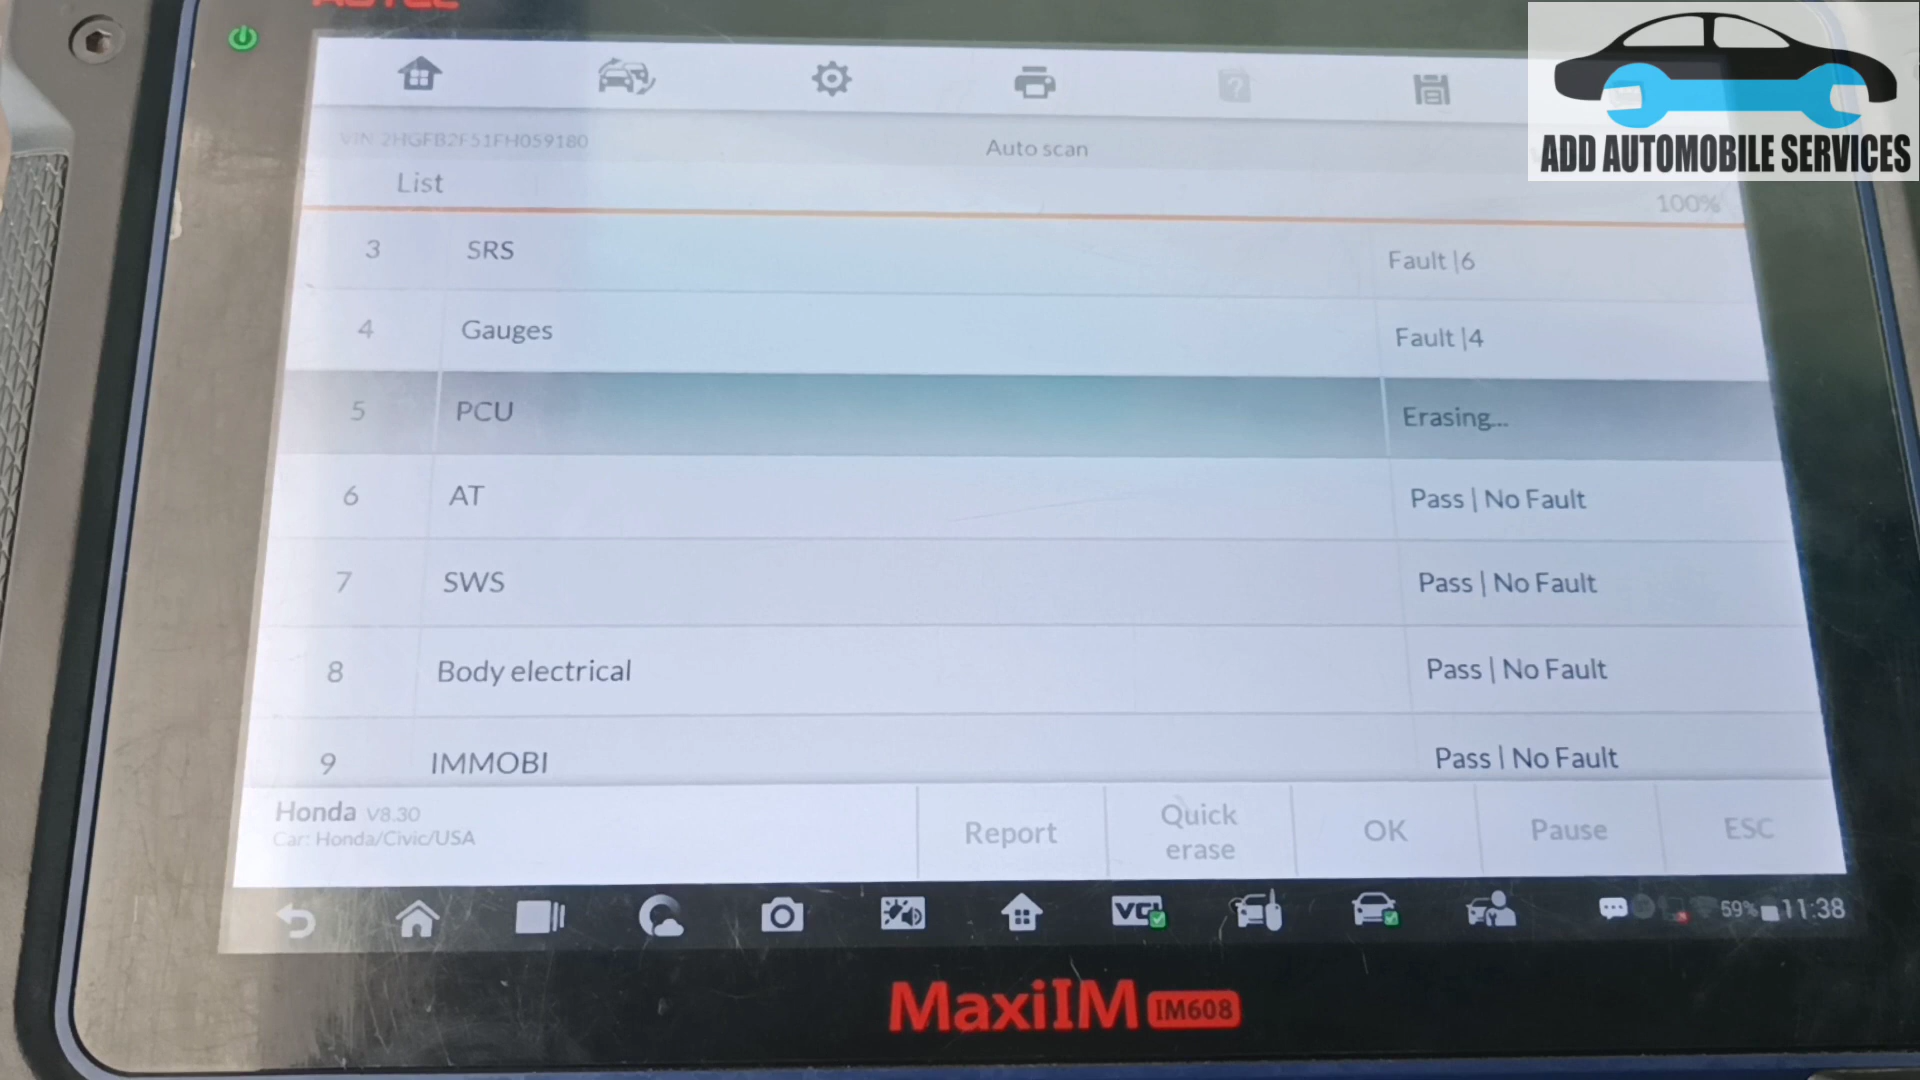 AUTEL
VIN 2HGFB2F51FH059180
Auto scan
List
100%
3 SRS Fault |6
4 Gauges Fault |4
5 PCU Erasing...
6 AT Pass | No Fault
7 SWS Pass | No Fault
8 Body electrical Pass | No Fault
9 IMMOBI Pass | No Fault
Honda V8.30
Car: Honda/Civic/USA
Report
Quick
erase
OK
Pause
ESC
VCI
59%
11:38
MaxiIM IM608
ADD AUTOMOBILE SERVICES